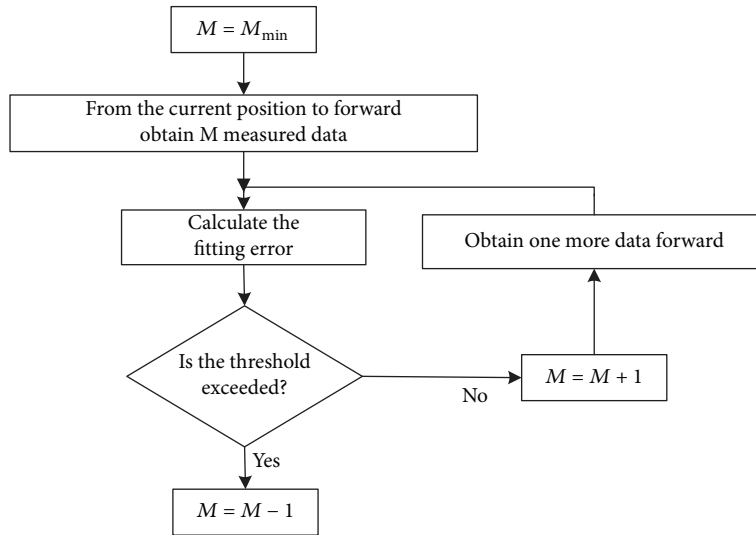 M = Mmin
From the current position to forward
obtain M measured data
Calculate the
fitting error
Obtain one more data forward
Is the threshold
exceeded?
No
M = M + 1
Yes
M = M − 1